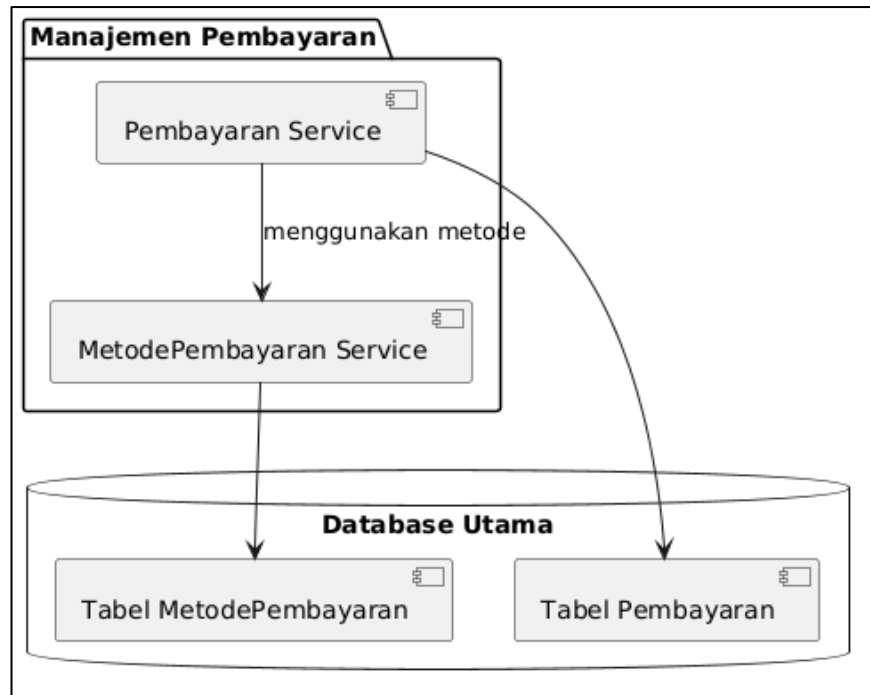 Manajemen Pembayaran
Pembayaran Service
menggunakan metode
MetodePembayaran Service
Database Utama
Tabel MetodePembayaran
Tabel Pembayaran